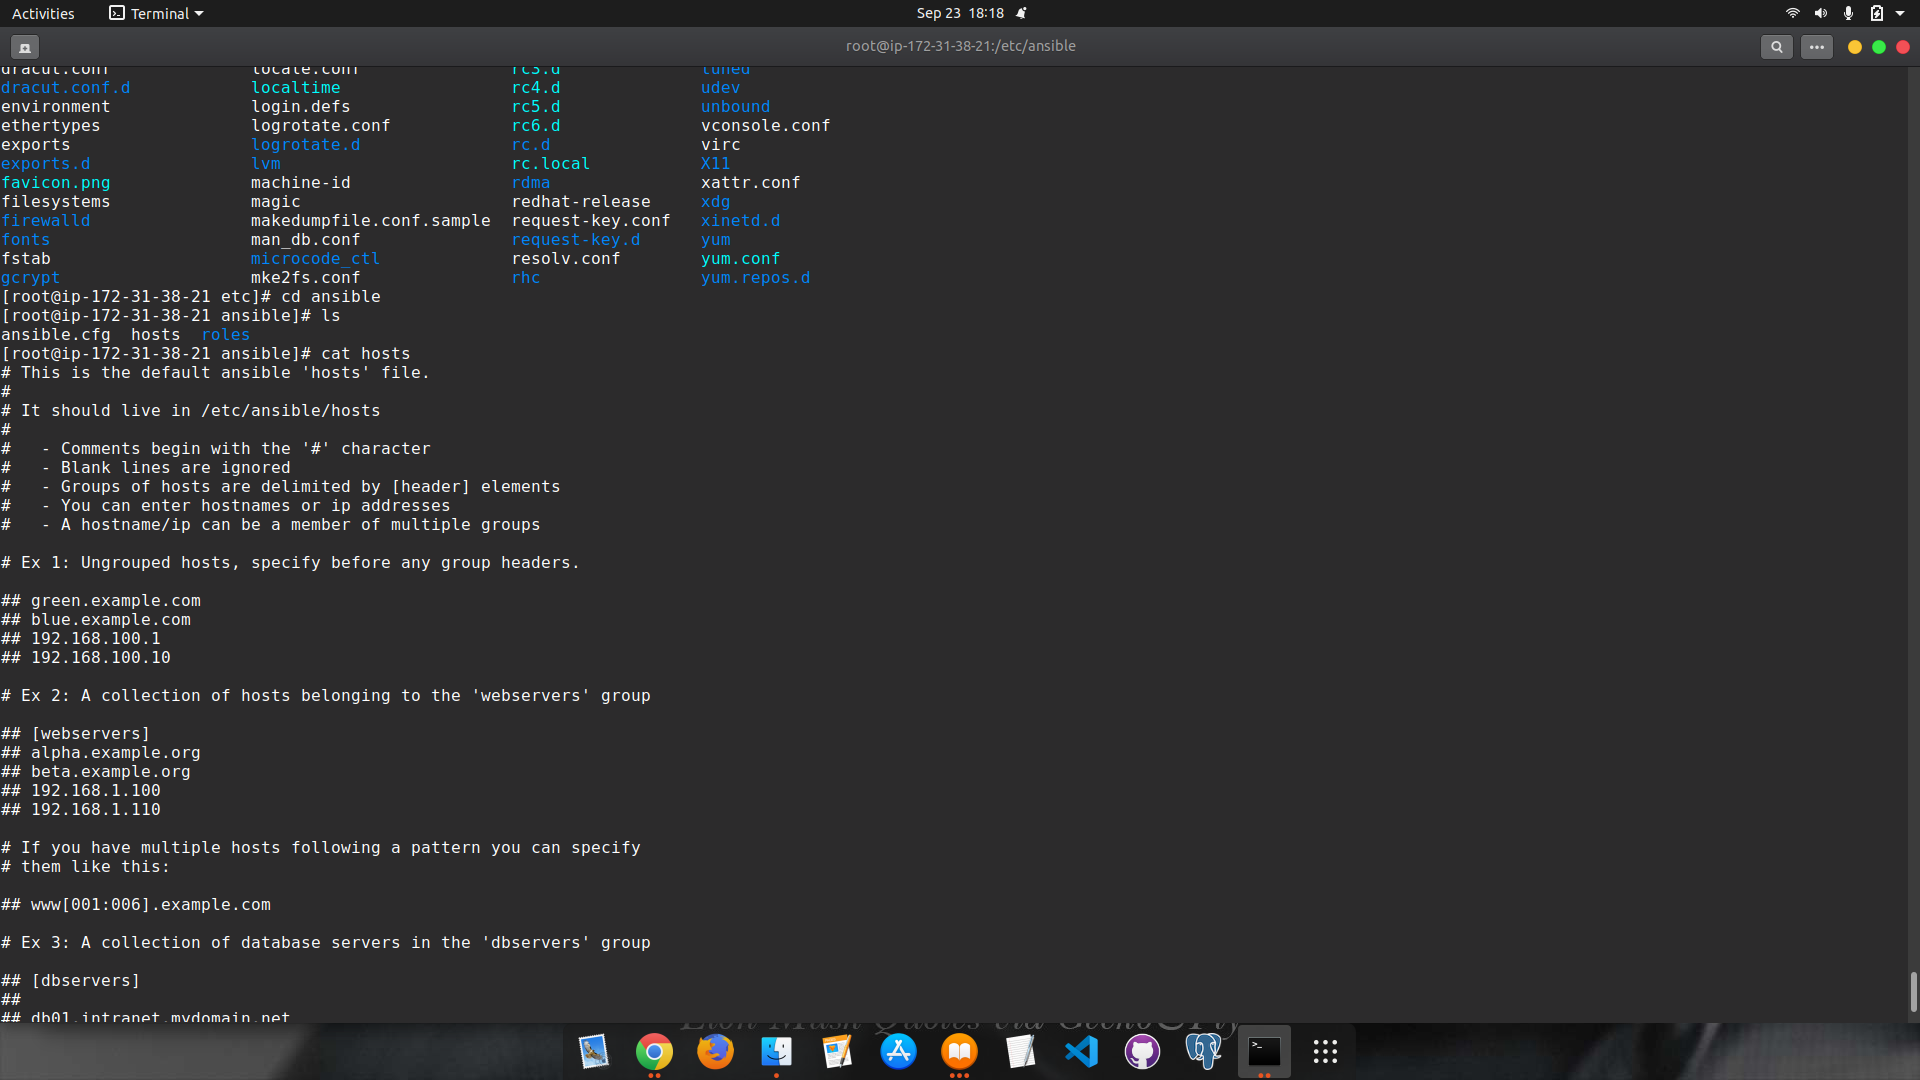 Activities Terminal Sep 23 18:18
root@ip-172-31-38-21:/etc/ansible
dracut.conf locate.conf rc3.d tuned
dracut.conf.d localtime rc4.d udev
environment login.defs rc5.d unbound
ethertypes logrotate.conf rc6.d vconsole.conf
exports logrotate.d rc.d virc
exports.d lvm rc.local X11
favicon.png machine-id rdma xattr.conf
filesystems magic redhat-release xdg
firewalld makedumpfile.conf.sample request-key.conf xinetd.d
fonts man_db.conf request-key.d yum
fstab microcode_ctl resolv.conf yum.conf
gcrypt mke2fs.conf rhc yum.repos.d
[root@ip-172-31-38-21 etc]# cd ansible
[root@ip-172-31-38-21 ansible]# ls
ansible.cfg hosts roles
[root@ip-172-31-38-21 ansible]# cat hosts
# This is the default ansible 'hosts' file.
#
# It should live in /etc/ansible/hosts
#
#   - Comments begin with the '#' character
#   - Blank lines are ignored
#   - Groups of hosts are delimited by [header] elements
#   - You can enter hostnames or ip addresses
#   - A hostname/ip can be a member of multiple groups
# Ex 1: Ungrouped hosts, specify before any group headers.
## green.example.com
## blue.example.com
## 192.168.100.1
## 192.168.100.10
# Ex 2: A collection of hosts belonging to the 'webservers' group
## [webservers]
## alpha.example.org
## beta.example.org
## 192.168.1.100
## 192.168.1.110
# If you have multiple hosts following a pattern you can specify
# them like this:
## www[001:006].example.com
# Ex 3: A collection of database servers in the 'dbservers' group
## [dbservers]
##
## db01.intranet.mydomain.net
Quotes via